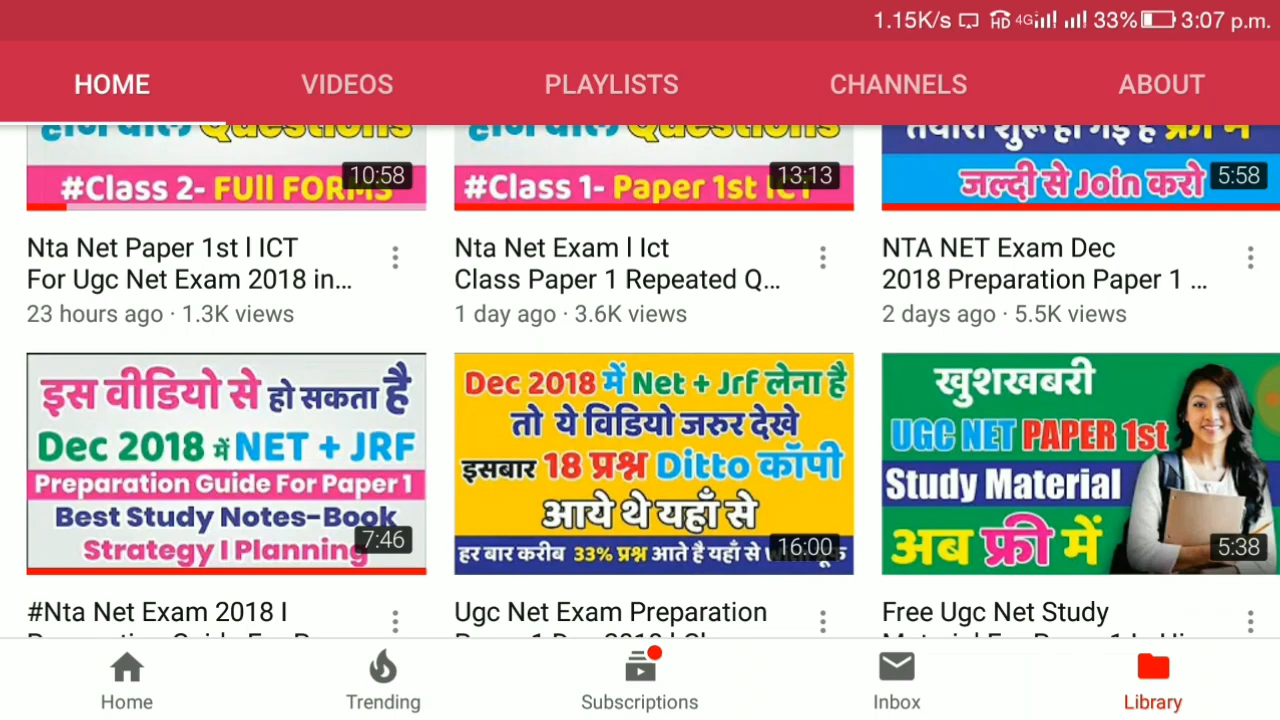 1.15K/s HD 4G 33% 3:07 p.m.
HOME VIDEOS PLAYLISTS CHANNELS ABOUT
Questions
#Class 2- FUll FORMS
10:58
Nta Net Paper 1st l ICT
For Ugc Net Exam 2018 in...
23 hours ago · 1.3K views
Questions
#Class 1- Paper 1st ICT
13:13
Nta Net Exam l Ict
Class Paper 1 Repeated Q...
1 day ago · 3.6K views
तैयारी शुरू हो गई है फ्री में
जल्दी से Join करो
5:58
NTA NET Exam Dec
2018 Preparation Paper 1 ...
2 days ago · 5.5K views
इस वीडियो से हो सकता है
Dec 2018 में NET + JRF
Preparation Guide For Paper 1
Best Study Notes-Book
Strategy I Planning
7:46
#Nta Net Exam 2018 I
Dec 2018 में Net + Jrf लेना है
तो ये विडियो जरुर देखे
इसबार 18 प्रश्न Ditto कॉपी
आये थे यहाँ से
हर बार करीब 33% प्रश्न आते है यहाँ से
16:00
Ugc Net Exam Preparation
खुशखबरी
UGC NET PAPER 1st
Study Material
अब फ्री में
5:38
Free Ugc Net Study
Home Trending Subscriptions Inbox Library